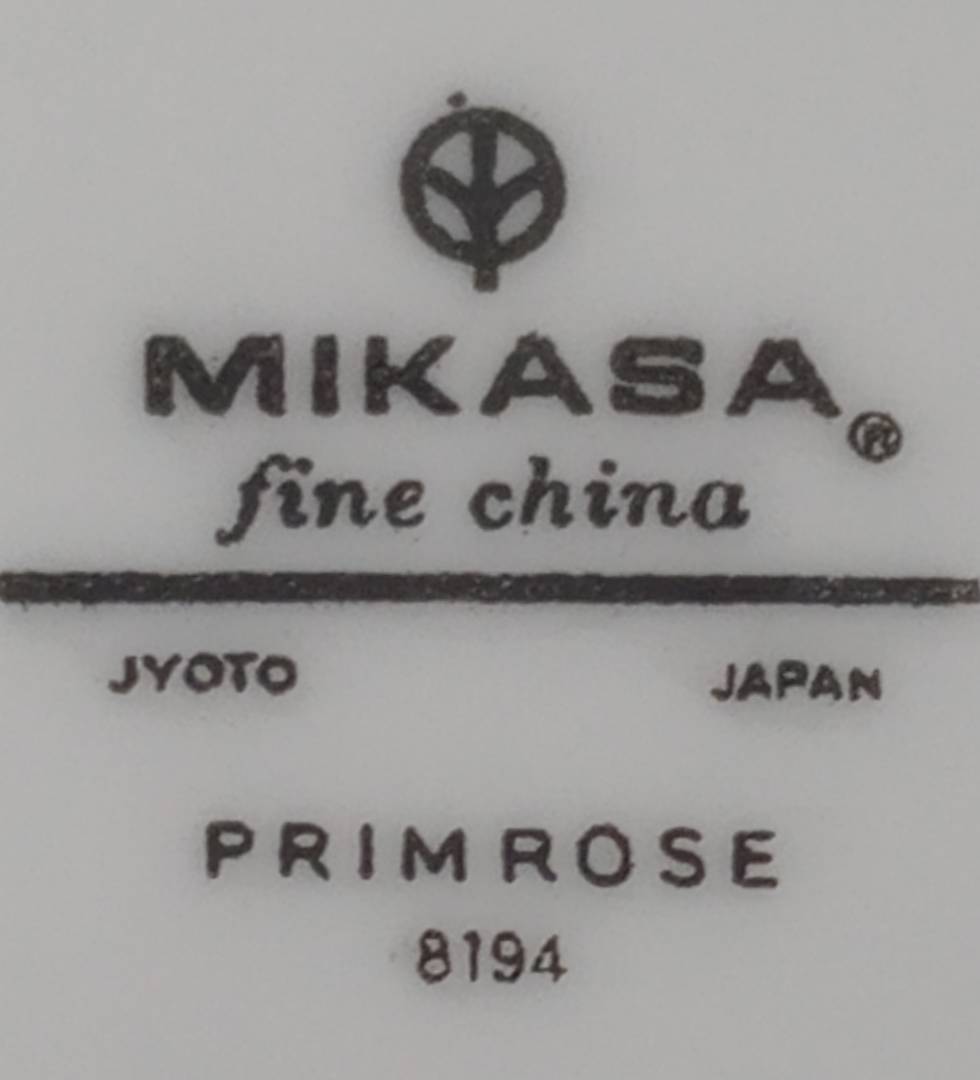 MIKASA®
fine china
JYOTO JAPAN
PRIMROSE
8194